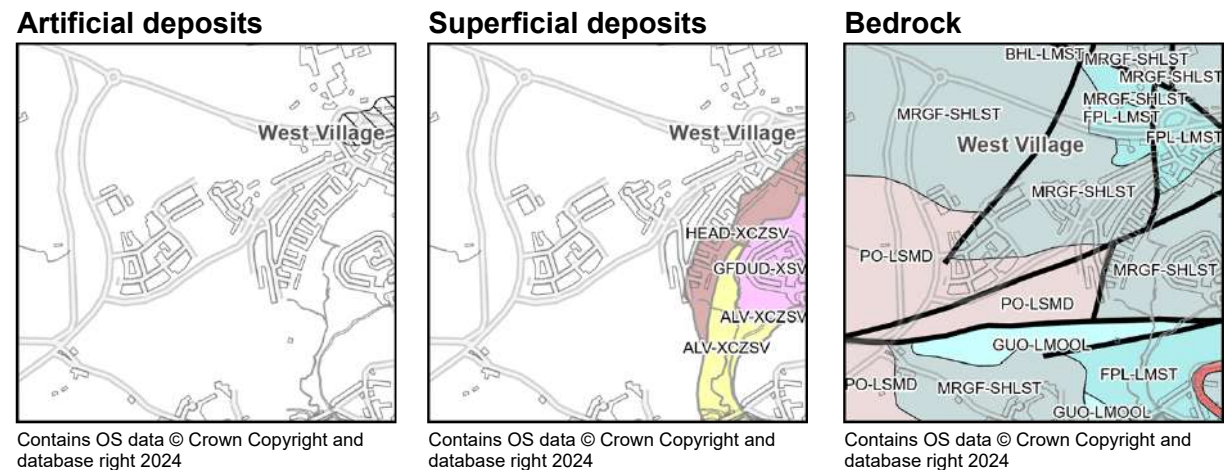 Artificial deposits
West Village
Contains OS data © Crown Copyright and
database right 2024
Superficial deposits
West Village
HEAD-XCZSV
GFDUD-XSV
ALV-XCZSV
ALV-XCZSV
Contains OS data © Crown Copyright and
database right 2024
Bedrock
BHL-LMST
MRGF-SHLST
MRGF-SHLST
MRGF-SHLST
MRGF-SHLST
FPL-LMST
FPL-LMST
West Village
MRGF-SHLST
PO-LSMD
MRGF-SHLST
PO-LSMD
GUO-LMOOL
FPL-LMST
PO-LSMD
MRGF-SHLST
GUO-LMOOL
Contains OS data © Crown Copyright and
database right 2024